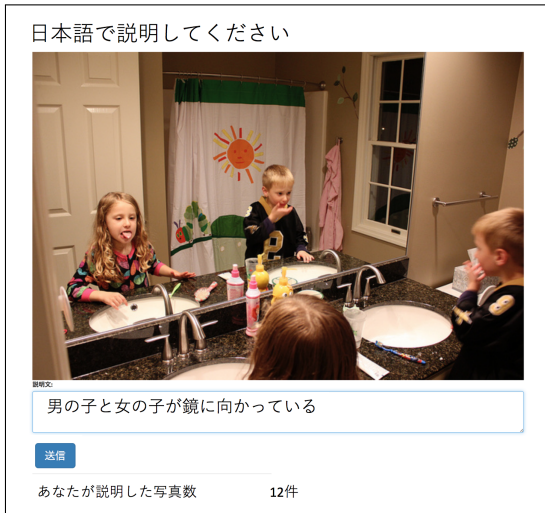 日本語で説明してください
説明文:
男の子と女の子が鏡に向かっている
送信
あなたが説明した写真数 12件